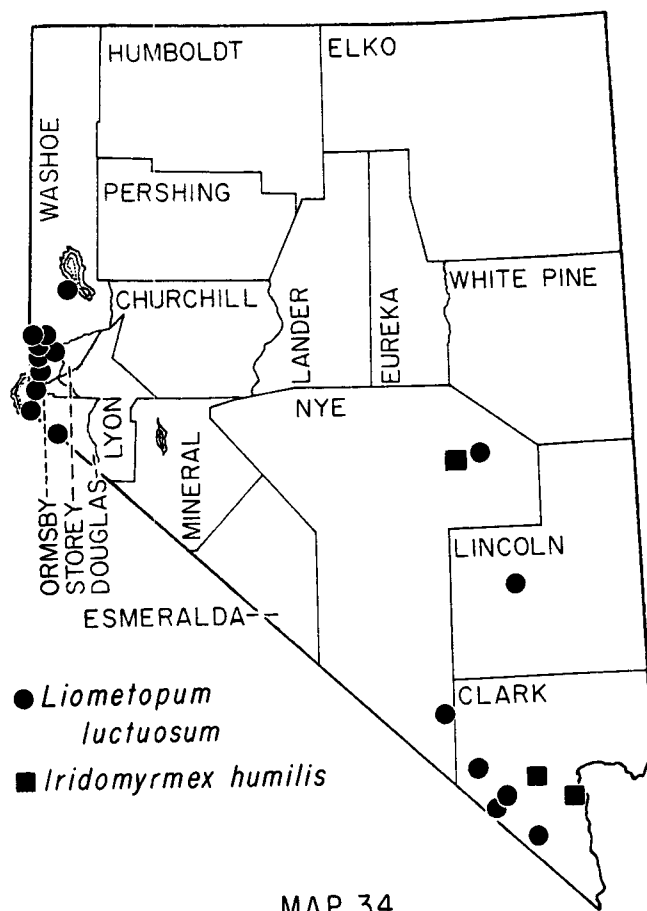 HUMBOLDT
ELKO
WASHOE
PERSHING
WHITE PINE
CHURCHILL
LANDER
EUREKA
NYE
LYON
MINERAL
ORMSBY
STOREY
DOUGLAS
LINCOLN
ESMERALDA
CLARK
Liometopum
luctuosum
Iridomyrmex humilis
MAP 34